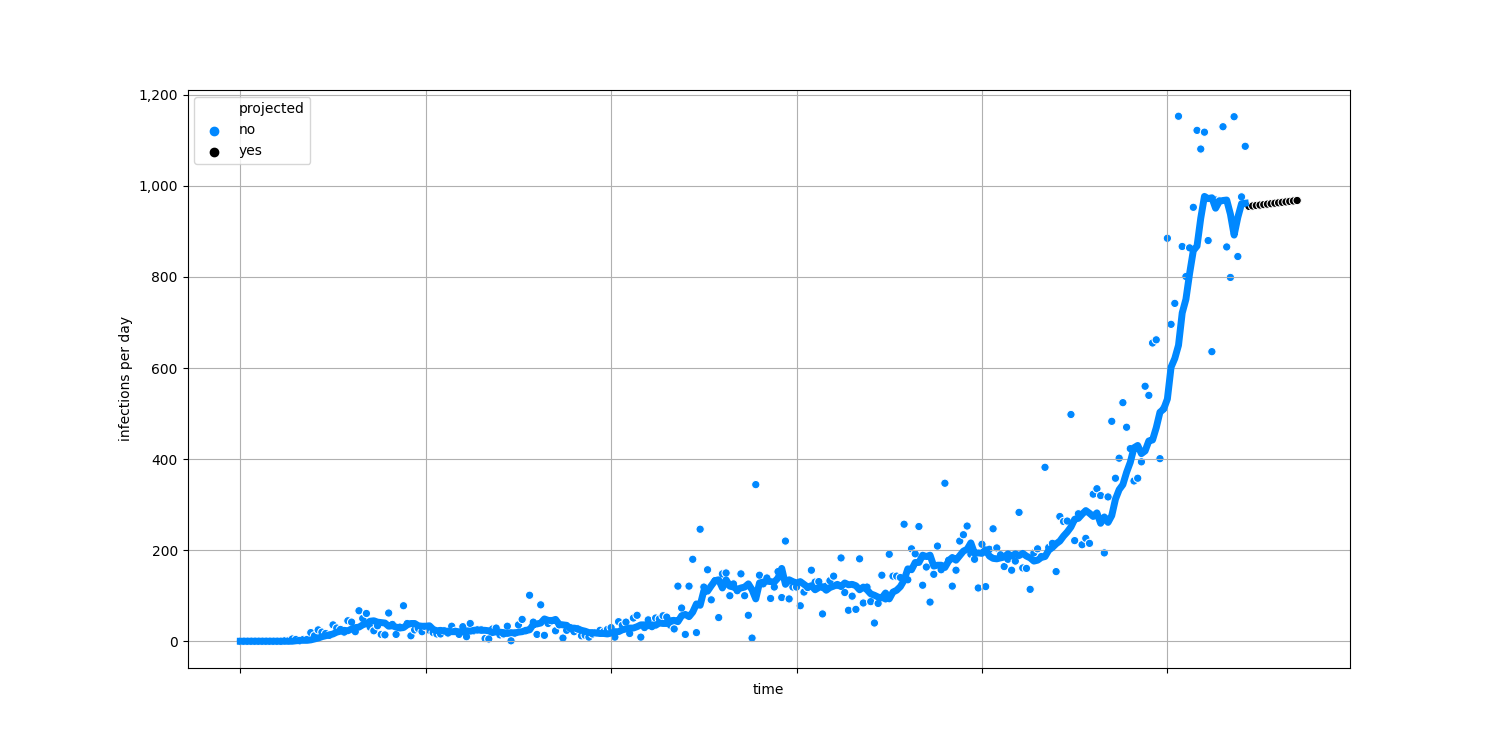 1,200
1,000
800
600
400
200
0
infections per day
time
projected
no
yes